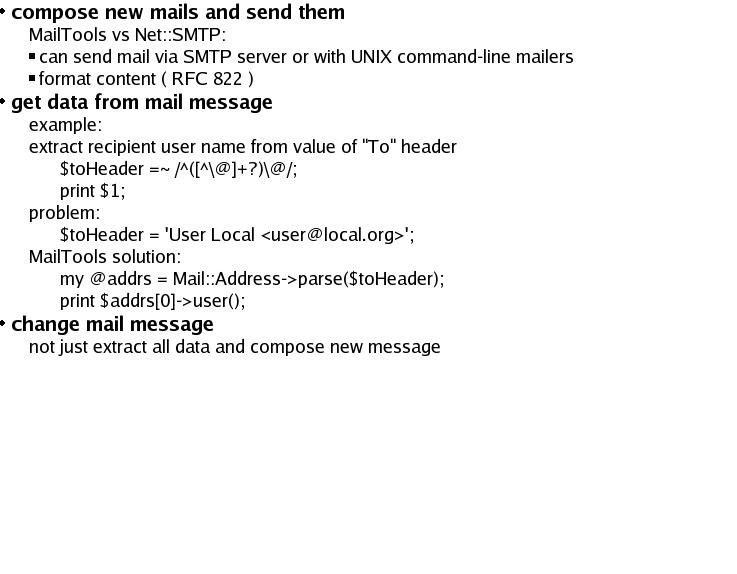 • compose new mails and send them
MailTools vs Net::SMTP:
▪ can send mail via SMTP server or with UNIX command-line mailers
▪ format content ( RFC 822 )
• get data from mail message
example:
extract recipient user name from value of "To" header
$toHeader =~ /^([^\@]+?)\@/;
print $1;
problem:
$toHeader = 'User Local <user@local.org>';
MailTools solution:
my @addrs = Mail::Address->parse($toHeader);
print $addrs[0]->user();
• change mail message
not just extract all data and compose new message